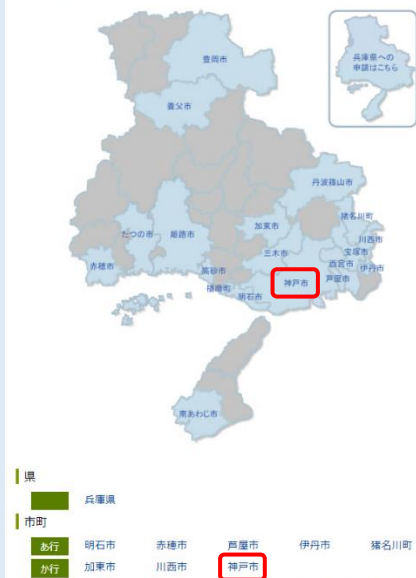 豊岡市
兵庫県への
申請はこちら
養父市
丹波篠山市
猪名川町
加東市
川西市
たつの市
姫路市
三木市
宝塚市
赤穂市
西宮市
伊丹市
高砂市
神戸市
芦屋市
播磨町
明石市
南あわじ市
県
兵庫県
市町
あ行 明石市 赤穂市 芦屋市 伊丹市 猪名川町
か行 加東市 川西市 神戸市